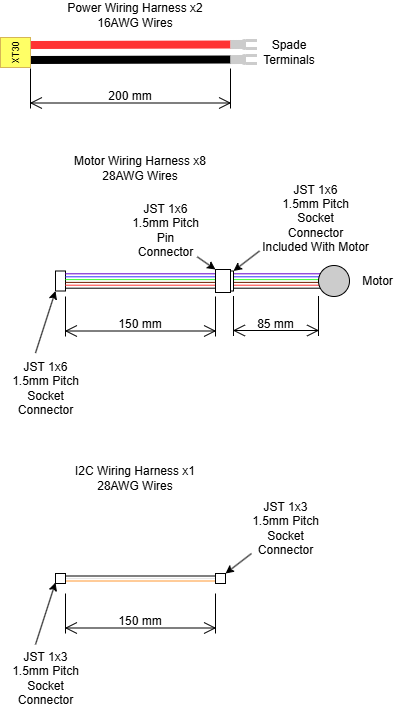 Power Wiring Harness x2
16AWG Wires
XT30
Spade
Terminals
200 mm
Motor Wiring Harness x8
28AWG Wires
JST 1x6
1.5mm Pitch
Pin
Connector
JST 1x6
1.5mm Pitch
Socket
Connector
Included With Motor
Motor
150 mm
85 mm
JST 1x6
1.5mm Pitch
Socket
Connector
I2C Wiring Harness x1
28AWG Wires
JST 1x3
1.5mm Pitch
Socket
Connector
150 mm
JST 1x3
1.5mm Pitch
Socket
Connector